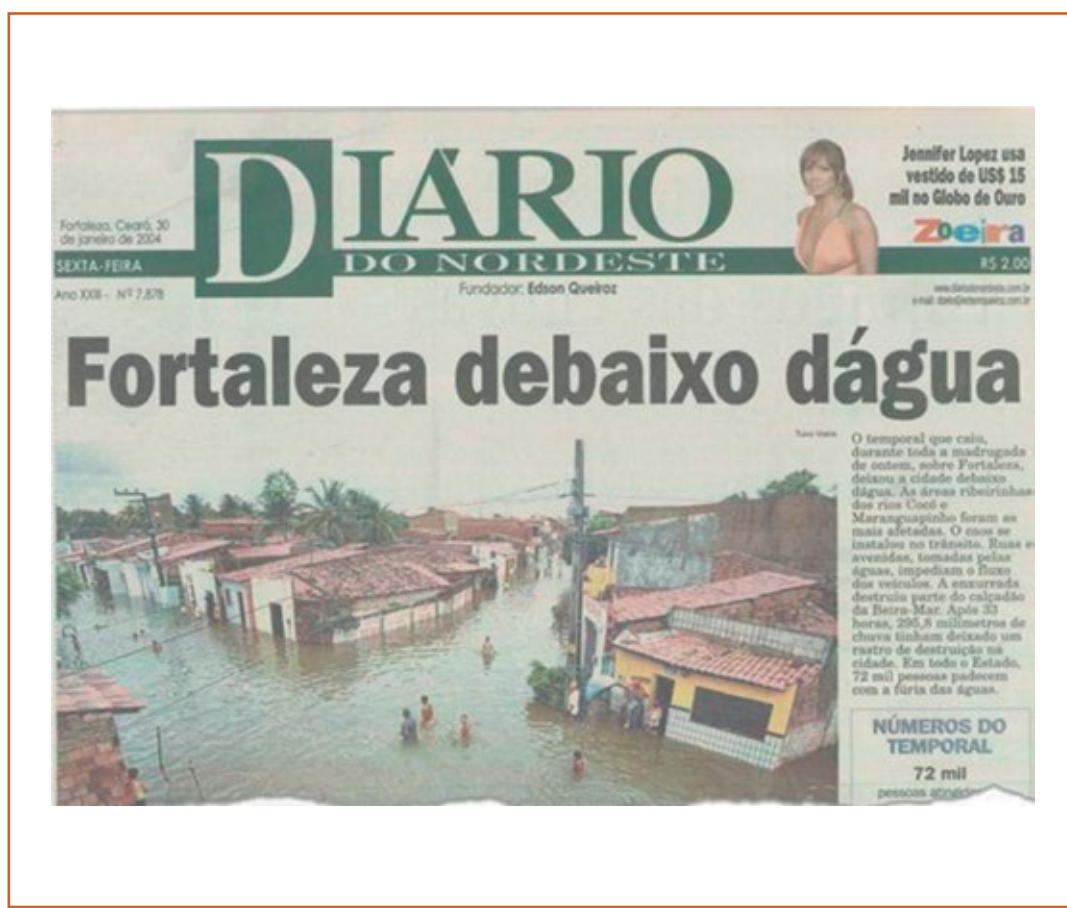 DIÁRIO
DO NORDESTE
Fortaleza, Ceará, 30
de janeiro de 2004
SEXTA-FEIRA
Ano XXIII - Nº 7.878
Fundador: Edson Queiroz
Jennifer Lopez usa
vestido de US$ 15
mil no Globo de Ouro
Zoeira
R$ 2,00
Fortaleza debaixo dágua
O temporal que caiu,
durante toda a madrugada
de ontem, sobre Fortaleza,
deixou a cidade debaixo
dágua. As áreas ribeirinhas
dos rios Cocó e
Maranguapinho foram as
mais afetadas. O caos se
instalou no trânsito. Ruas e
avenidas, tomadas pelas
águas, impediam o fluxo
dos veículos. A enxurrada
destruiu parte do calçadão
da Beira-Mar. Após 33
horas, 295,8 milímetros de
chuva tinham deixado um
rastro de destruição na
cidade. Em todo o Estado,
72 mil pessoas padecem
com a fúria das águas.
NÚMEROS DO
TEMPORAL
72 mil
pessoas